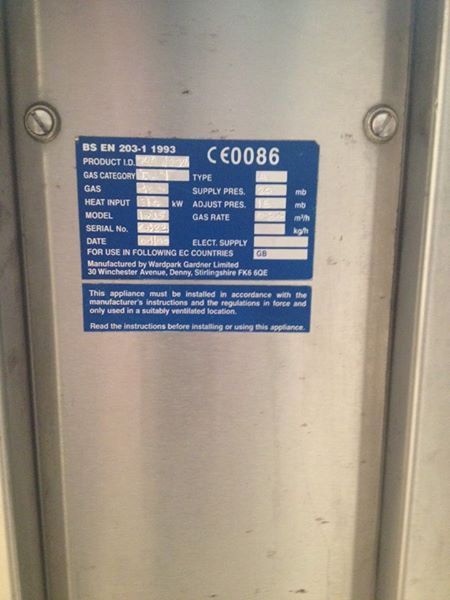 BS EN 203-1 1993
CE0086
PRODUCT I.D.
GAS CATEGORY TYPE
GAS SUPPLY PRES. 20 mb
HEAT INPUT kW ADJUST PRES. mb
MODEL GAS RATE m³/h
SERIAL No. kg/h
DATE ELECT. SUPPLY
FOR USE IN FOLLOWING EC COUNTRIES GB
Manufactured by Wardpark Gardner Limited
30 Winchester Avenue, Denny, Stirlingshire FK6 6QE
This appliance must be installed in accordance with the
manufacturer's instructions and the regulations in force and
only used in a suitably ventilated location.
Read the instructions before installing or using this appliance.